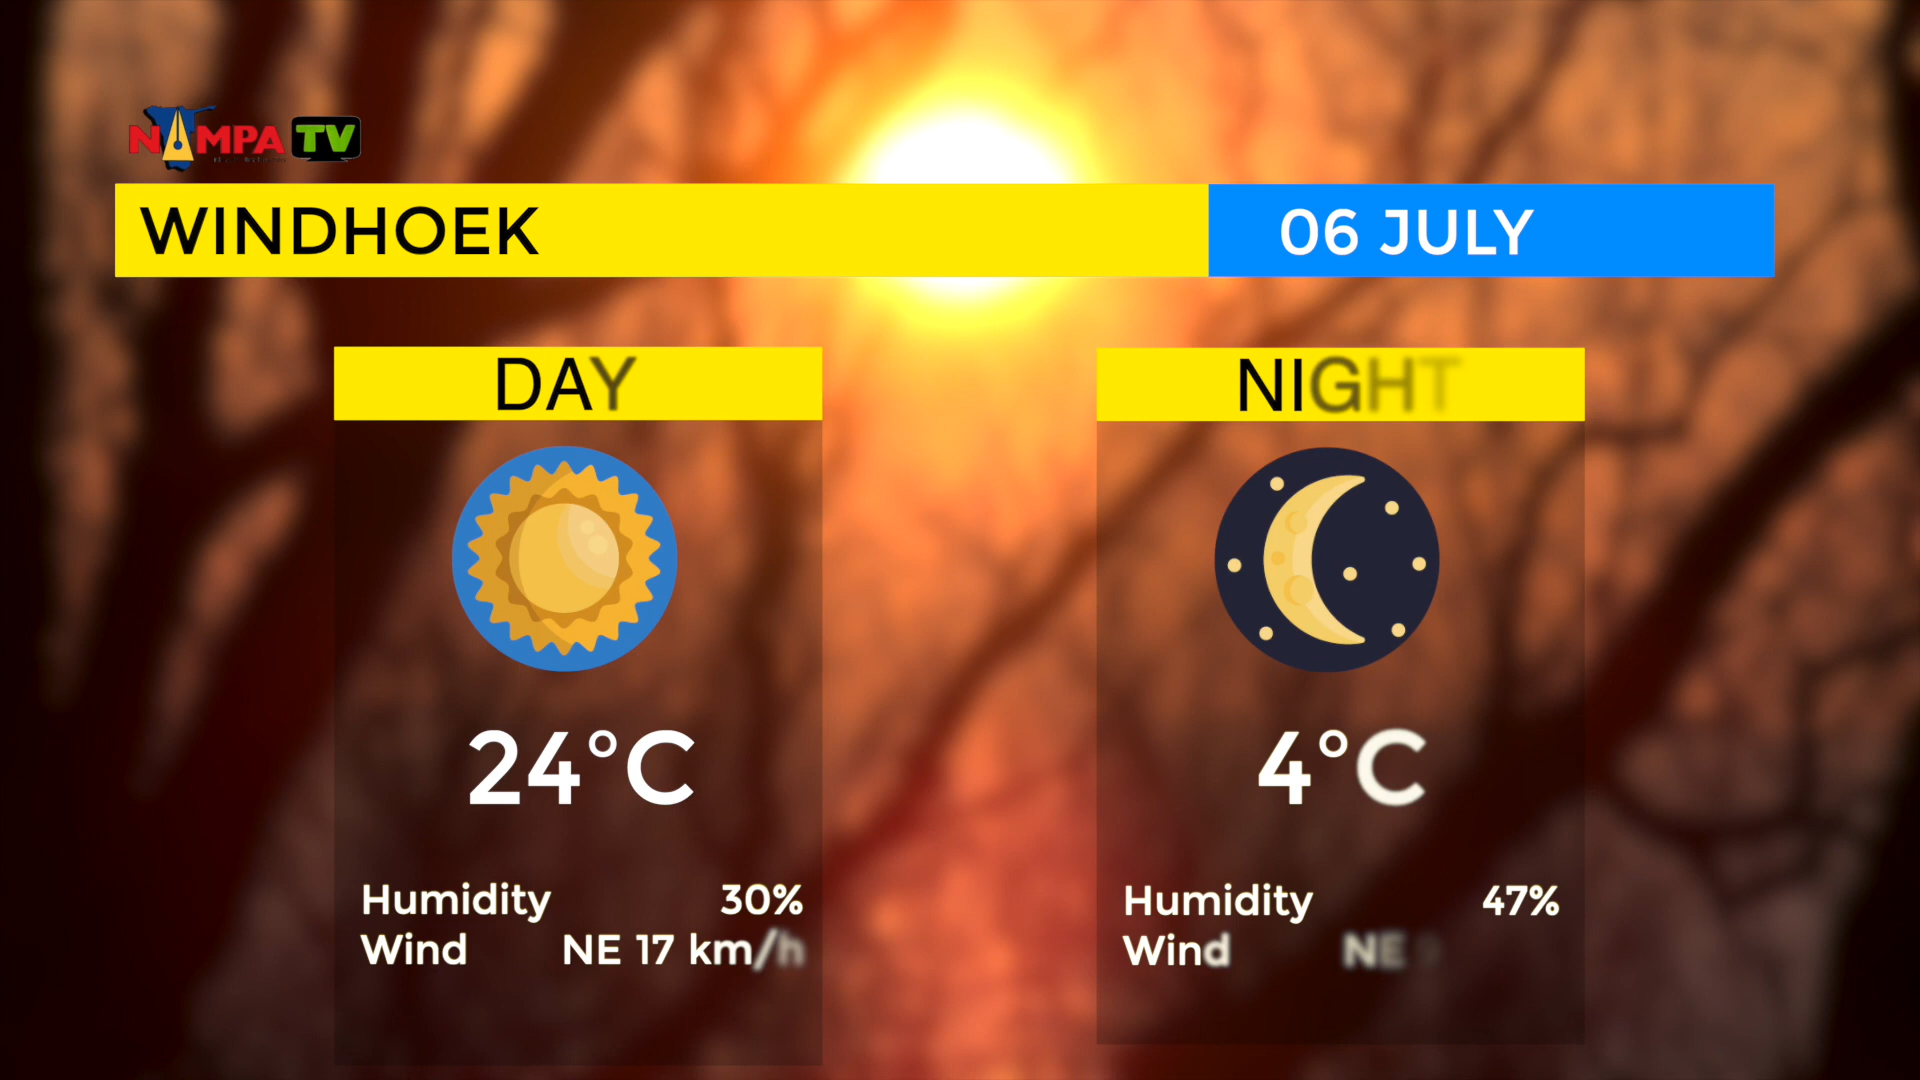 NAMPA TV
WINDHOEK
06 JULY
DAY
24°C
Humidity 30%
Wind NE 17 km/h
NIGHT
4°C
Humidity 47%
Wind NE